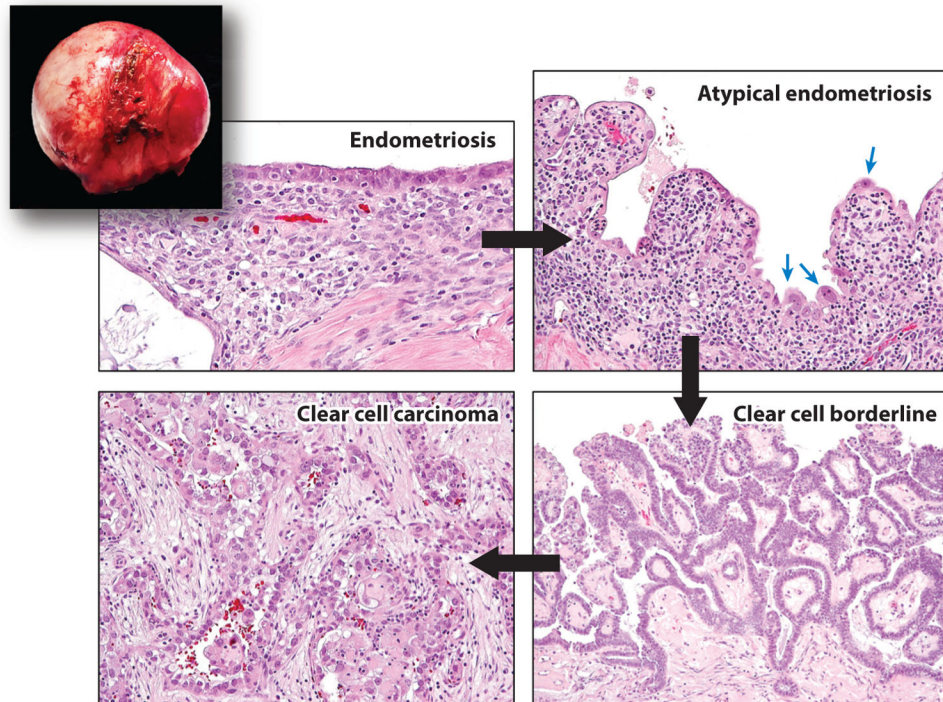 Endometriosis
Atypical endometriosis
Clear cell carcinoma
Clear cell borderline